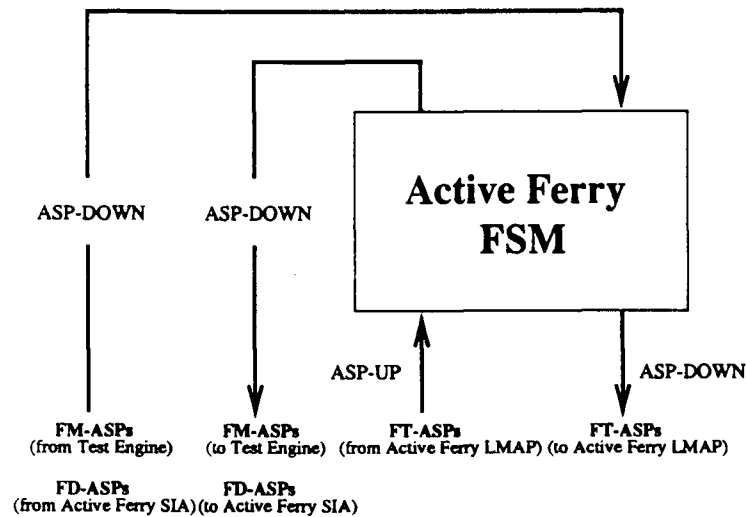 Active Ferry
FSM
ASP-DOWN
ASP-DOWN
ASP-UP
ASP-DOWN
FM-ASPs
(from Test Engine)
FM-ASPs
(to Test Engine)
FT-ASPs
(from Active Ferry LMAP)
FT-ASPs
(to Active Ferry LMAP)
FD-ASPs
(from Active Ferry SIA)
FD-ASPs
(to Active Ferry SIA)